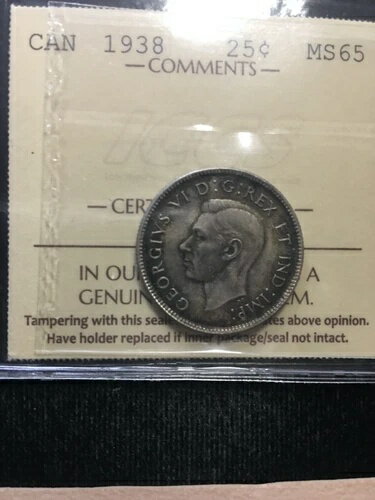 CAN 1938 25¢ MS65
— COMMENTS —
— CERT
GEORGIVS VI D:G:REX ET IND:IMP:
IN OU A
GENUIN M.
Tampering with this sea es above opinion.
Have holder replaced if inner package/seal not intact.